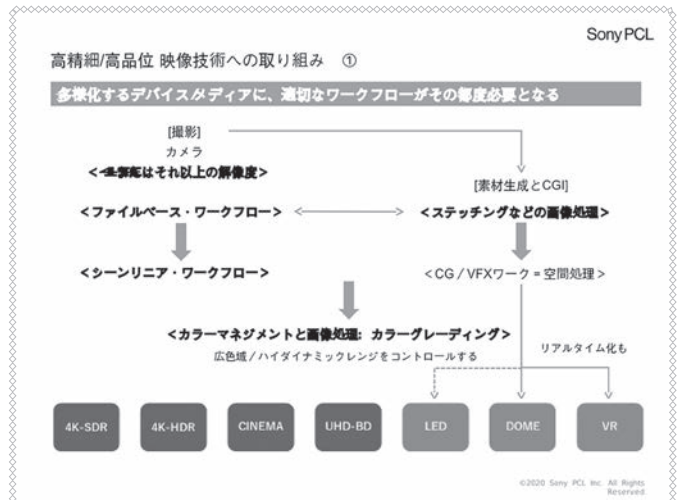 Sony PCL
高精細/高品位 映像技術への取り組み ①
多様化するデバイス/メディアに、適切なワークフローがその都度必要となる
[撮影]
カメラ
はそれ以上の解像度>
[素材生成とCGI]
<ファイルベース・ワークフロー>
<ステッチングなどの画像処理>
<シーンリニア・ワークフロー>
<CG/VFXワーク=空間処理>
<カラーマネジメントと画像処理: カラーグレーディング>
広色域/ハイダイナミックレンジをコントロールする
リアルタイム化も
4K-SDR
4K-HDR
CINEMA
UHD-BD
LED
DOME
VR
©2020 Sony PCL Inc. All Rights
Reserved